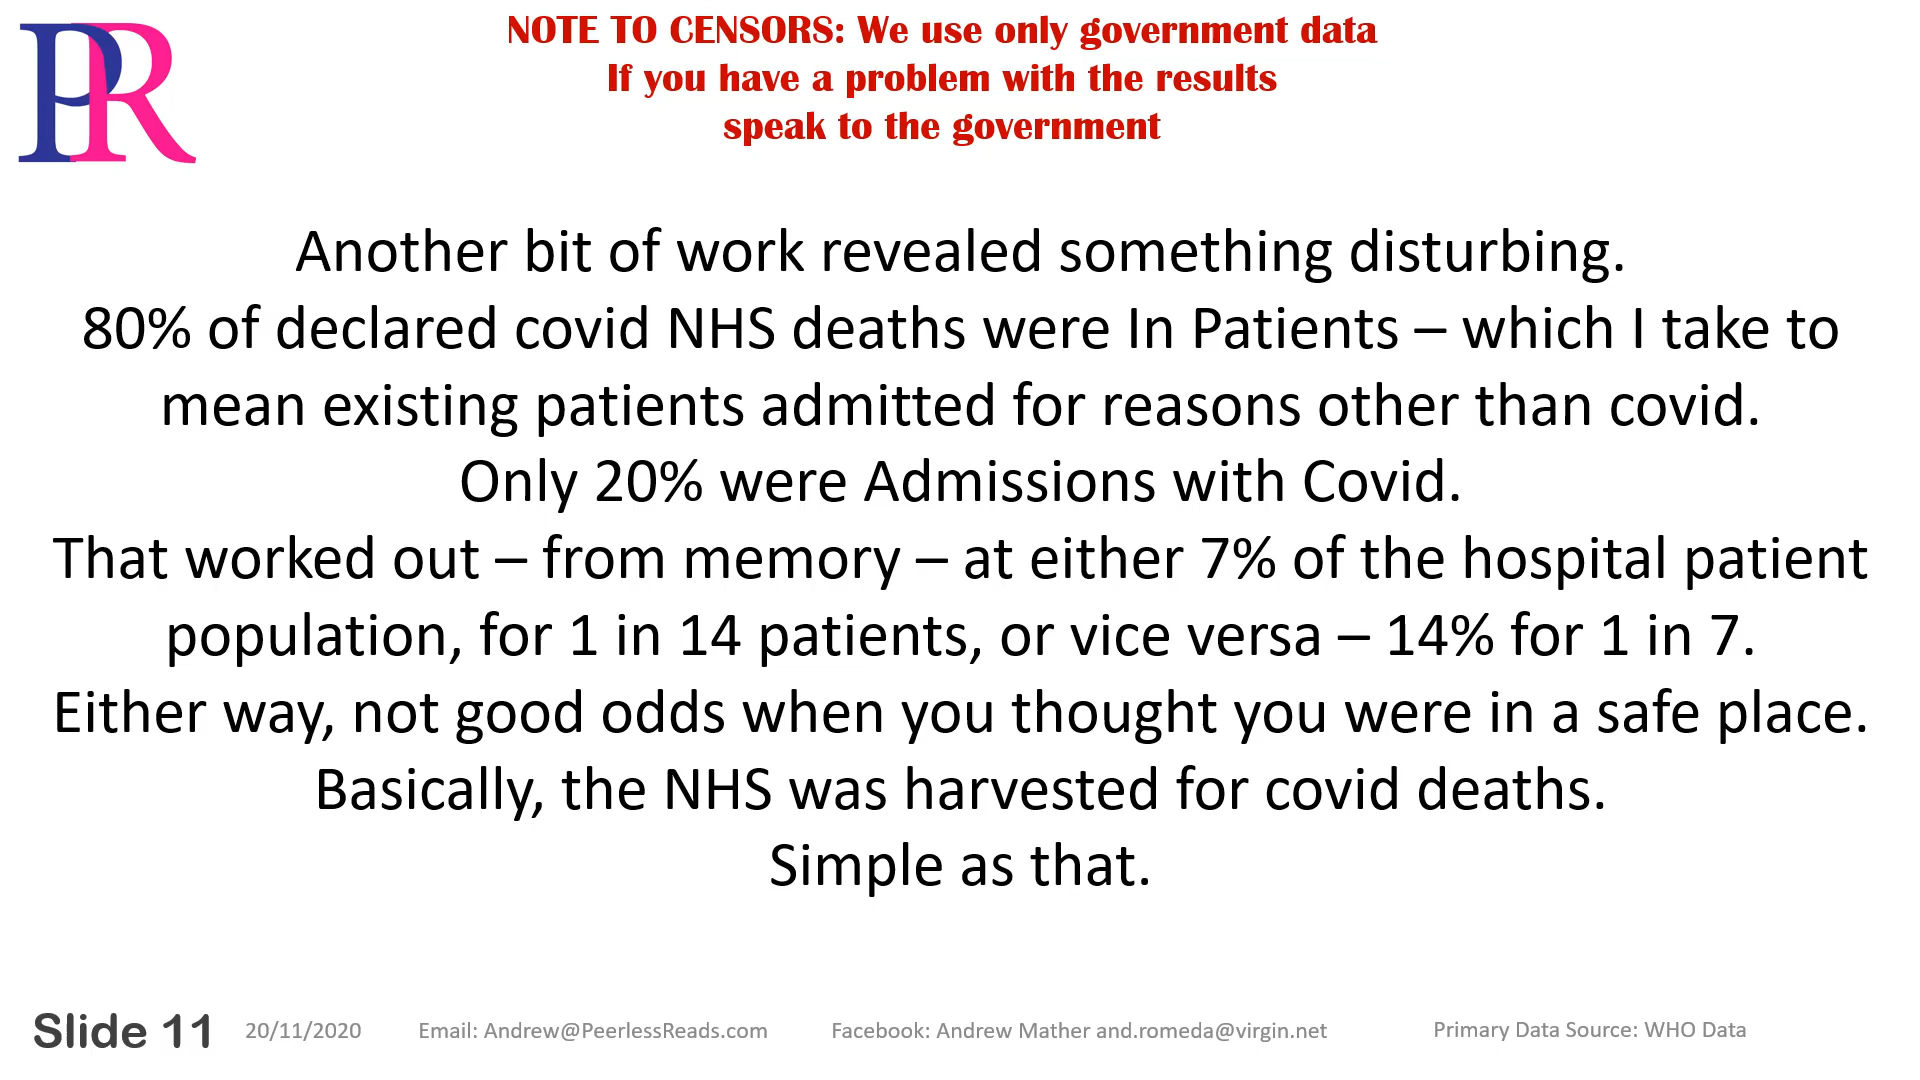 PR
NOTE TO CENSORS: We use only government data
If you have a problem with the results
speak to the government
Another bit of work revealed something disturbing.
80% of declared covid NHS deaths were In Patients – which I take to
mean existing patients admitted for reasons other than covid.
Only 20% were Admissions with Covid.
That worked out – from memory – at either 7% of the hospital patient
population, for 1 in 14 patients, or vice versa – 14% for 1 in 7.
Either way, not good odds when you thought you were in a safe place.
Basically, the NHS was harvested for covid deaths.
Simple as that.
Slide 11 20/11/2020 Email: Andrew@PeerlessReads.com Facebook: Andrew Mather and.romeda@virgin.net Primary Data Source: WHO Data